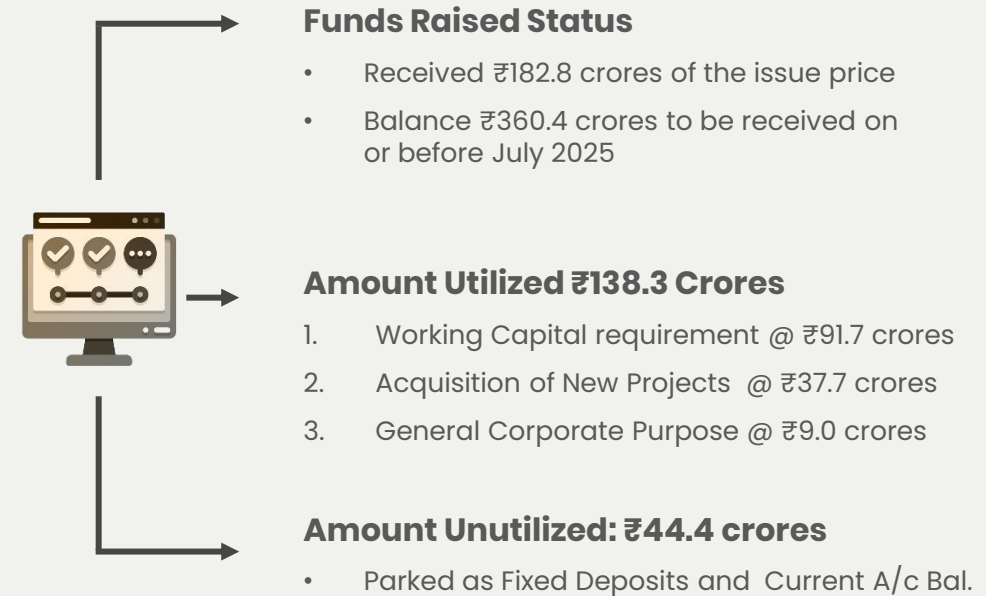 Funds Raised Status
• Received ₹182.8 crores of the issue price
• Balance ₹360.4 crores to be received on
or before July 2025
Amount Utilized ₹138.3 Crores
1. Working Capital requirement @ ₹91.7 crores
2. Acquisition of New Projects @ ₹37.7 crores
3. General Corporate Purpose @ ₹9.0 crores
Amount Unutilized: ₹44.4 crores
• Parked as Fixed Deposits and Current A/c Bal.